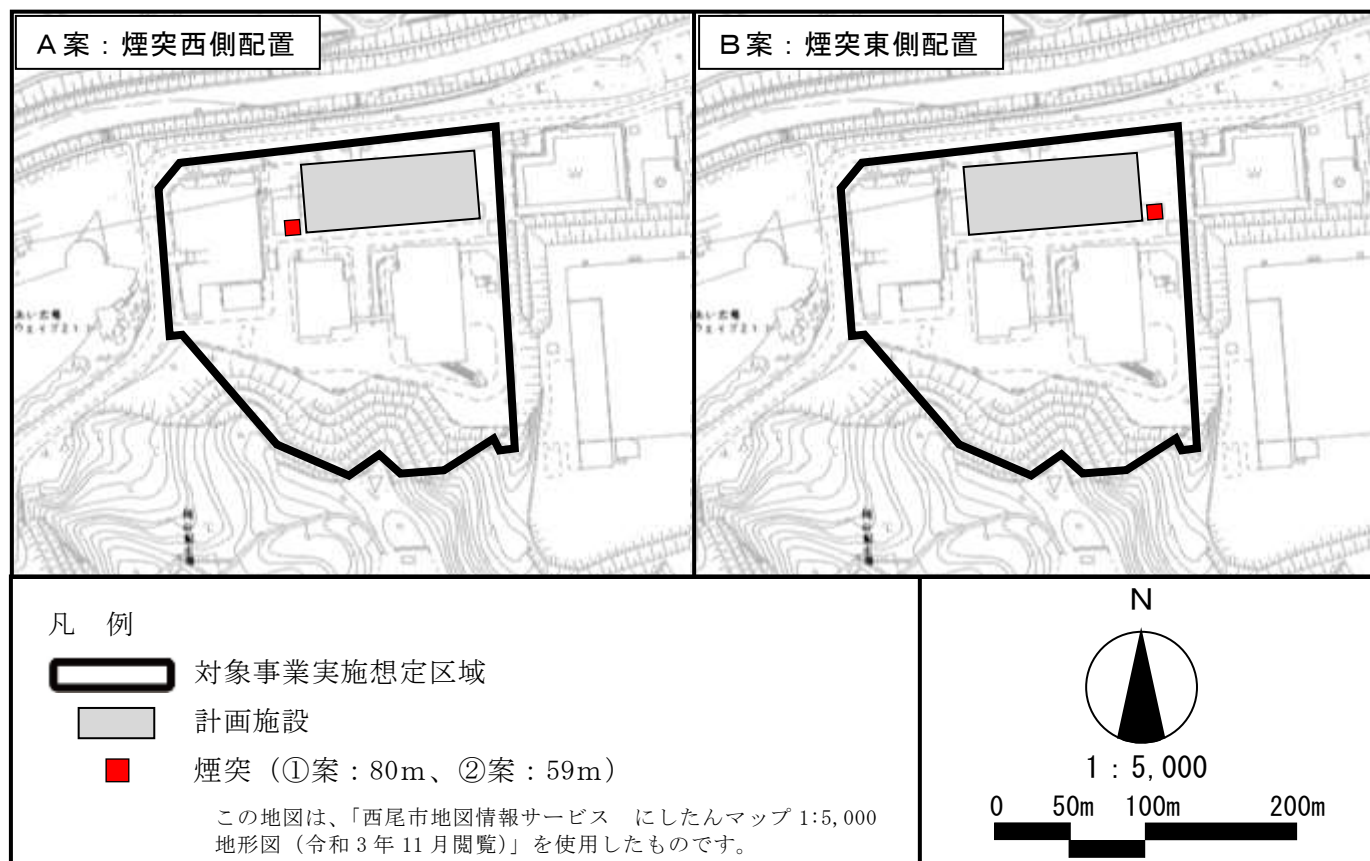 A案：煙突西側配置
B案：煙突東側配置
W
凡 例
対象事業実施想定区域
計画施設
煙突（①案：80m、②案：59m）
この地図は、「西尾市地図情報サービス にしたんマップ 1:5,000
地形図（令和3年11月閲覧）」を使用したものです。
N
1：5,000
0 50m 100m 200m